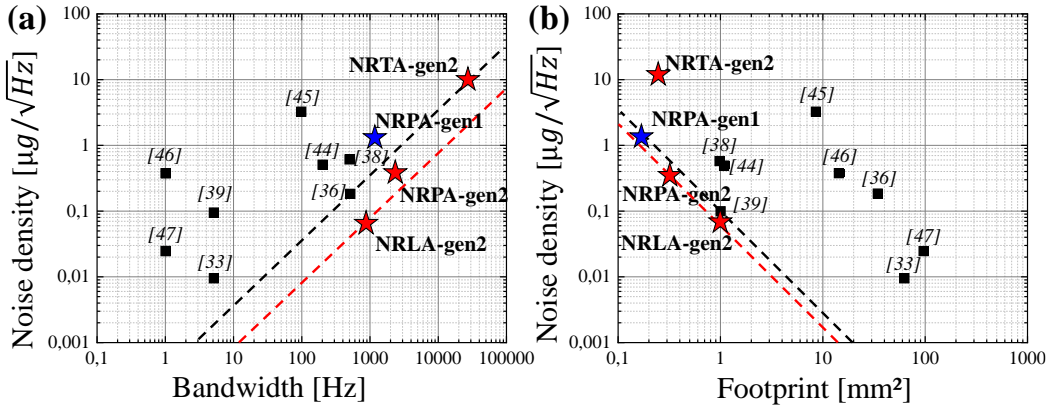 (a)
100
10
1
0,1
0,01
0,001
Noise density [µg/√Hz]
NRTA-gen2
[45]
NRPA-gen1
[46]
[44]
[38]
[39]
[36]
NRPA-gen2
[47]
NRLA-gen2
[33]
0,1 1 10 100 1000 10000 100000
Bandwidth [Hz]
(b)
100
10
1
0,1
0,01
0,001
Noise density [µg/√Hz]
NRTA-gen2
[45]
NRPA-gen1
[38]
[44]
[46]
[36]
NRPA-gen2
[39]
NRLA-gen2
[47]
[33]
0,1 1 10 100 1000
Footprint [mm²]